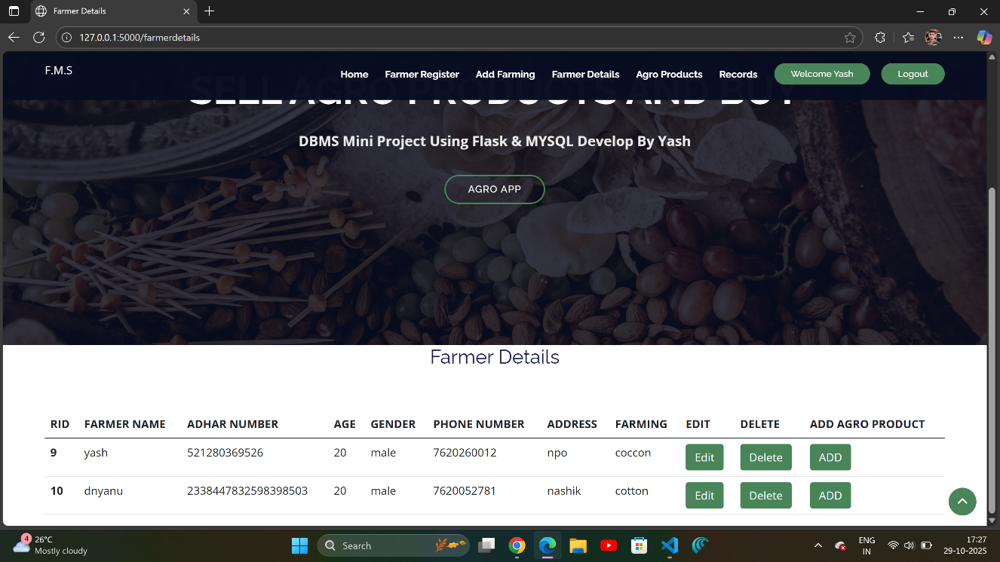 Farmer Details
127.0.0.1:5000/farmerdetails
F.M.S
Home Farmer Register Add Farming Farmer Details Agro Products Records Welcome Yash Logout
SELL AGRO PRODUCTS AND BUY
DBMS Mini Project Using Flask & MYSQL Develop By Yash
AGRO APP
Farmer Details
RID FARMER NAME ADHAR NUMBER AGE GENDER PHONE NUMBER ADDRESS FARMING EDIT DELETE ADD AGRO PRODUCT
9 yash 521280369526 20 male 7620260012 npo coccon Edit Delete ADD
10 dnyanu 2338447832598398503 20 male 7620052781 nashik cotton Edit Delete ADD
4
26°C
Mostly cloudy
Search
ENG
IN
17:27
29-10-2025